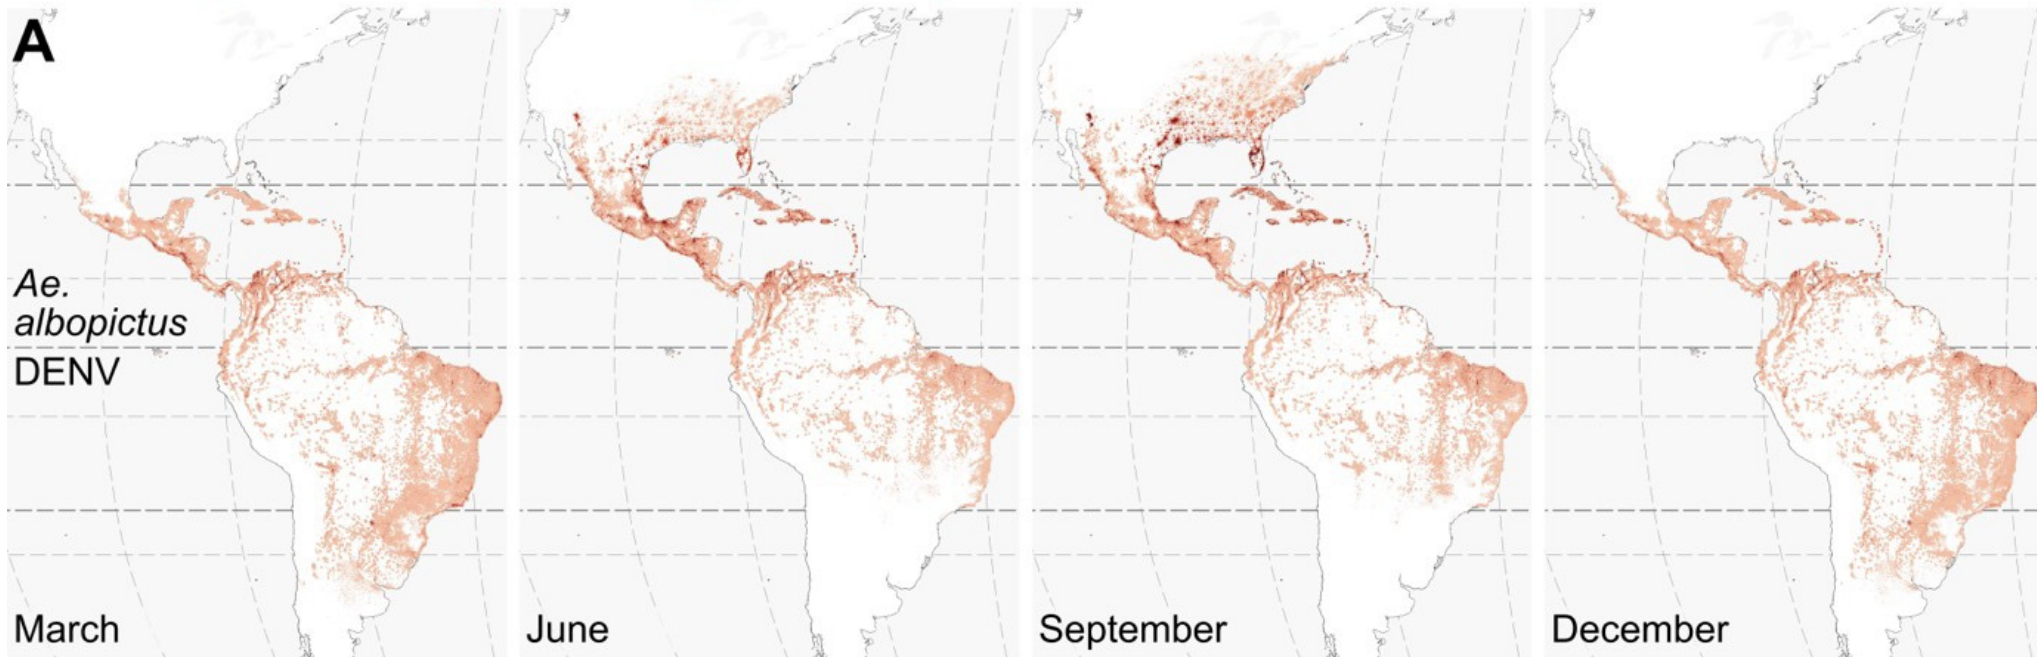 A
Ae.
albopictus
DENV
March
June
September
December